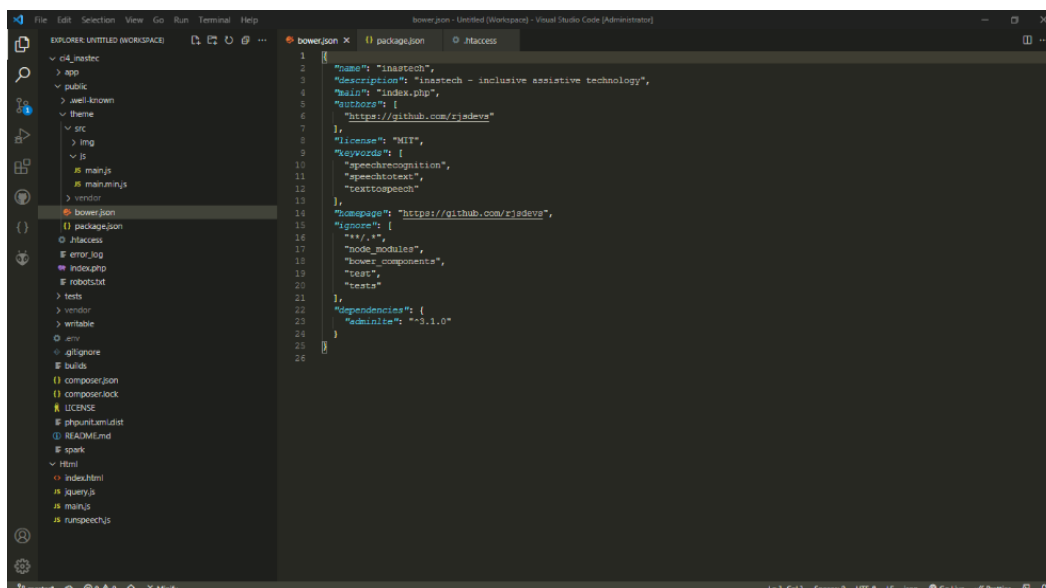 File Edit Selection View Go Run Terminal Help
bower.json - Untitled (Workspace) - Visual Studio Code [Administrator]
EXPLORER: UNTITLED (WORKSPACE)
bower.json
package.json
.htaccess
ci4_inastec
app
public
.well-known
theme
src
img
js
JS main.js
JS main.min.js
vendor
bower.json
{} package.json
.htaccess
error_log
index.php
robots.txt
tests
vendor
writable
.env
.gitignore
builds
{} composer.json
{} composer.lock
LICENSE
phpunit.xml.dist
README.md
spark
Html
index.html
JS jquery.js
JS main.js
JS runspeech.js
1 {
2 "name": "inastech",
3 "description": "inastech - inclusive assistive technology",
4 "main": "index.php",
5 "authors": [
6 "https://github.com/rjsdevs"
7 ],
8 "license": "MIT",
9 "keywords": [
10 "speechrecognition",
11 "speechtotext",
12 "texttospeech"
13 ],
14 "homepage": "https://github.com/rjsdevs",
15 "ignore": [
16 "**/.*",
17 "node_modules",
18 "bower_components",
19 "test",
20 "tests"
21 ],
22 "dependencies": {
23 "adminlte": "^3.1.0"
24 }
25 }
26